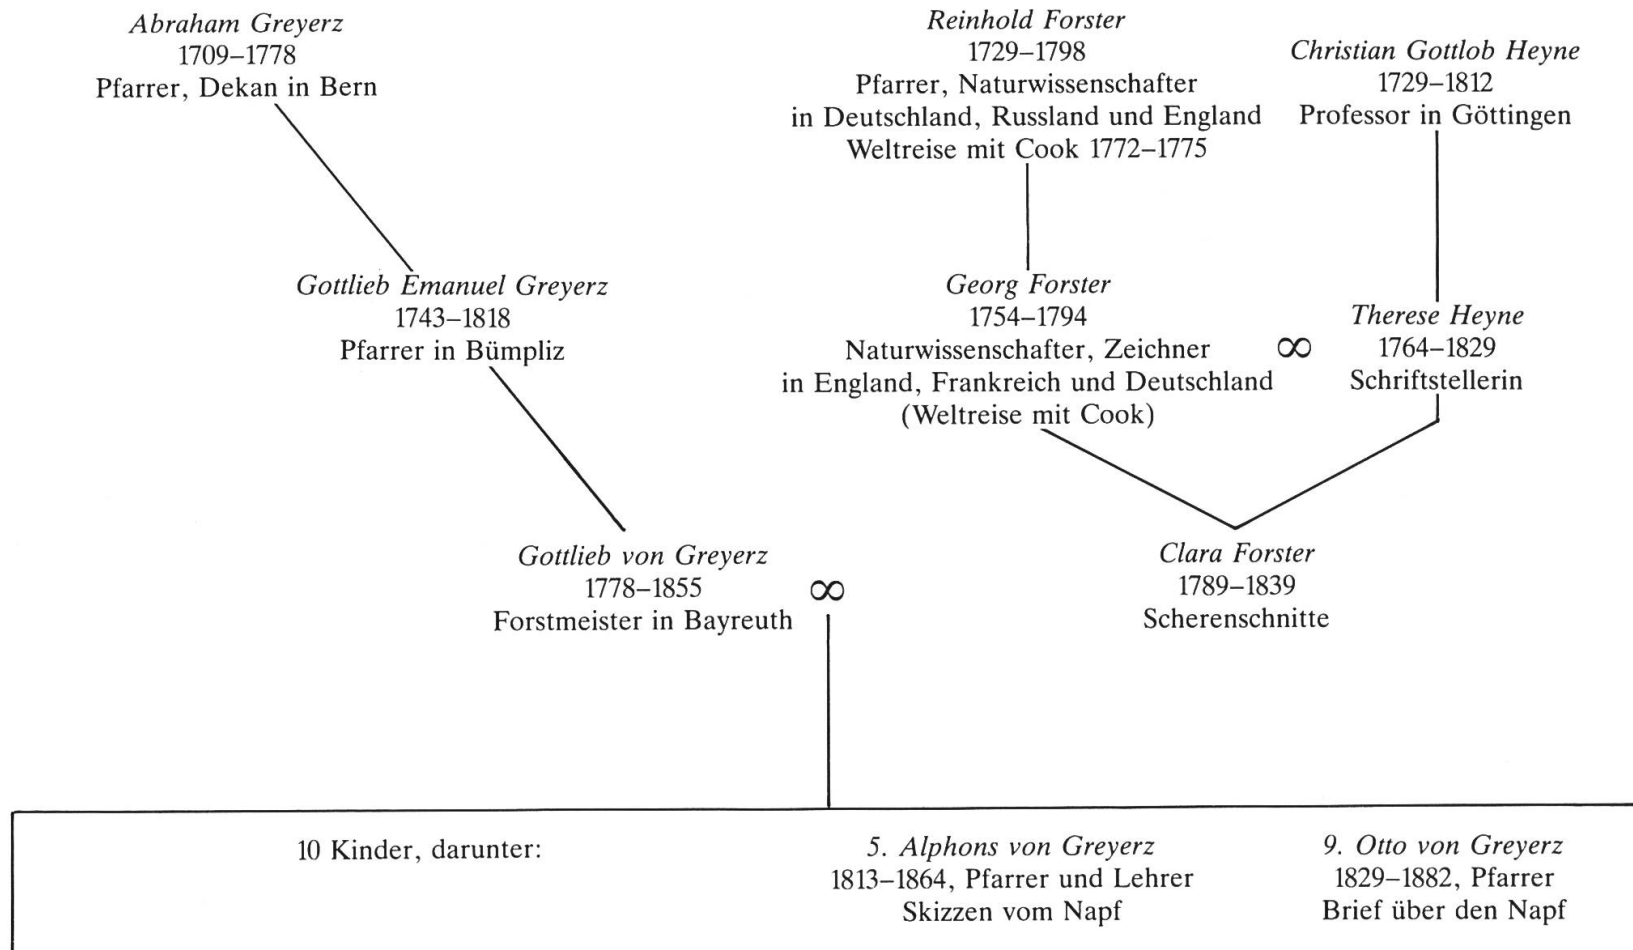 Abraham Greyerz
1709–1778
Pfarrer, Dekan in Bern
Reinhold Forster
1729–1798
Pfarrer, Naturwissenschafter
in Deutschland, Russland und England
Weltreise mit Cook 1772–1775
Christian Gottlob Heyne
1729–1812
Professor in Göttingen
Gottlieb Emanuel Greyerz
1743–1818
Pfarrer in Bümpliz
Georg Forster
1754–1794
Naturwissenschafter, Zeichner
in England, Frankreich und Deutschland
(Weltreise mit Cook)
∞
Therese Heyne
1764–1829
Schriftstellerin
Gottlieb von Greyerz
1778–1855
Forstmeister in Bayreuth
∞
Clara Forster
1789–1839
Scherenschnitte
10 Kinder, darunter:
5. Alphons von Greyerz
1813–1864, Pfarrer und Lehrer
Skizzen vom Napf
9. Otto von Greyerz
1829–1882, Pfarrer
Brief über den Napf